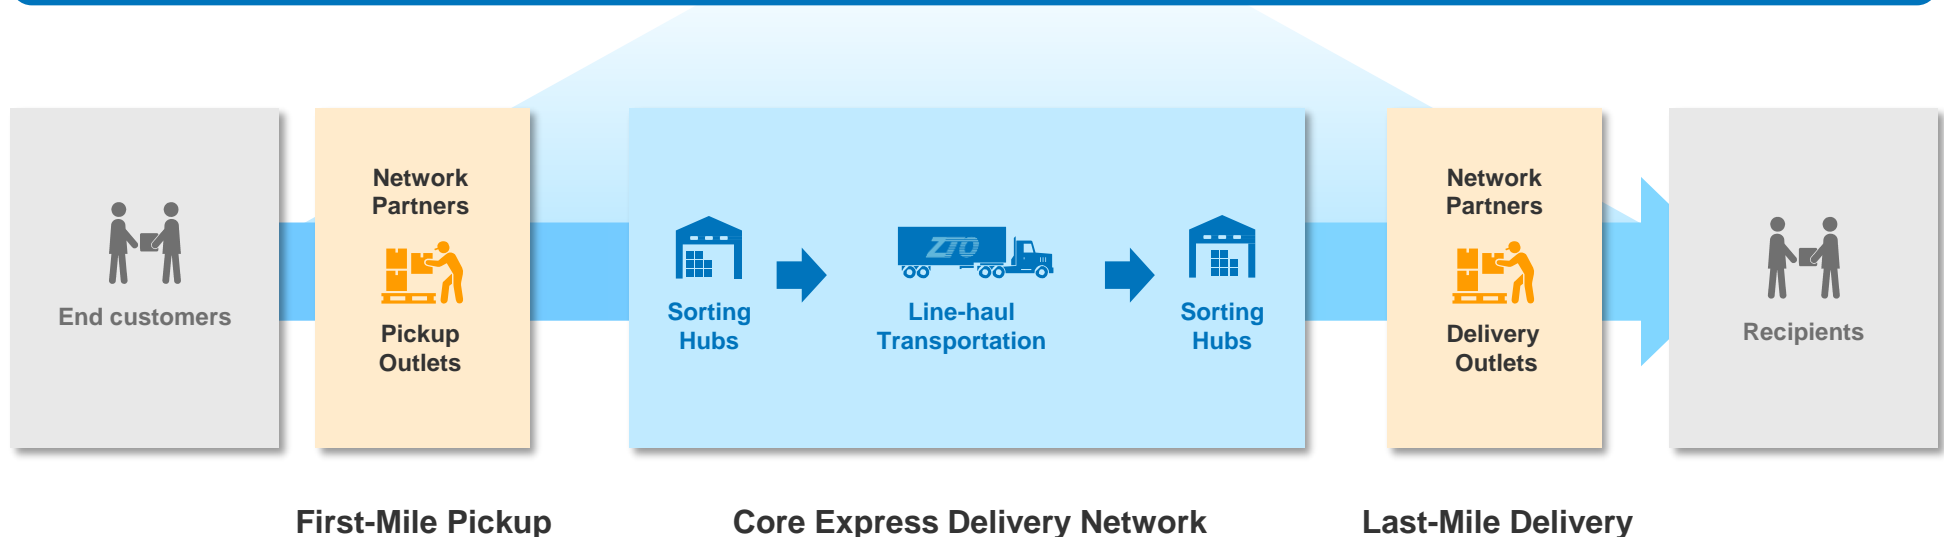 End customers
Network
Partners
Pickup
Outlets
Sorting
Hubs
ZTO
Line-haul
Transportation
Sorting
Hubs
Network
Partners
Delivery
Outlets
Recipients
First-Mile Pickup
Core Express Delivery Network
Last-Mile Delivery